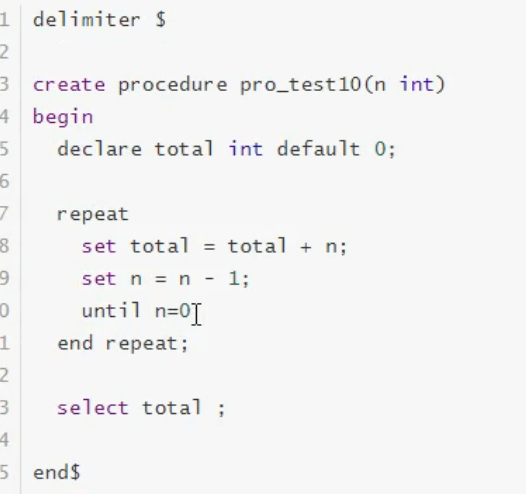 1 delimiter $
2
3 create procedure pro_test10(n int)
4 begin
5 declare total int default 0;
6
7 repeat
8 set total = total + n;
9 set n = n - 1;
0 until n=0
1 end repeat;
2
3 select total ;
4
5 end$